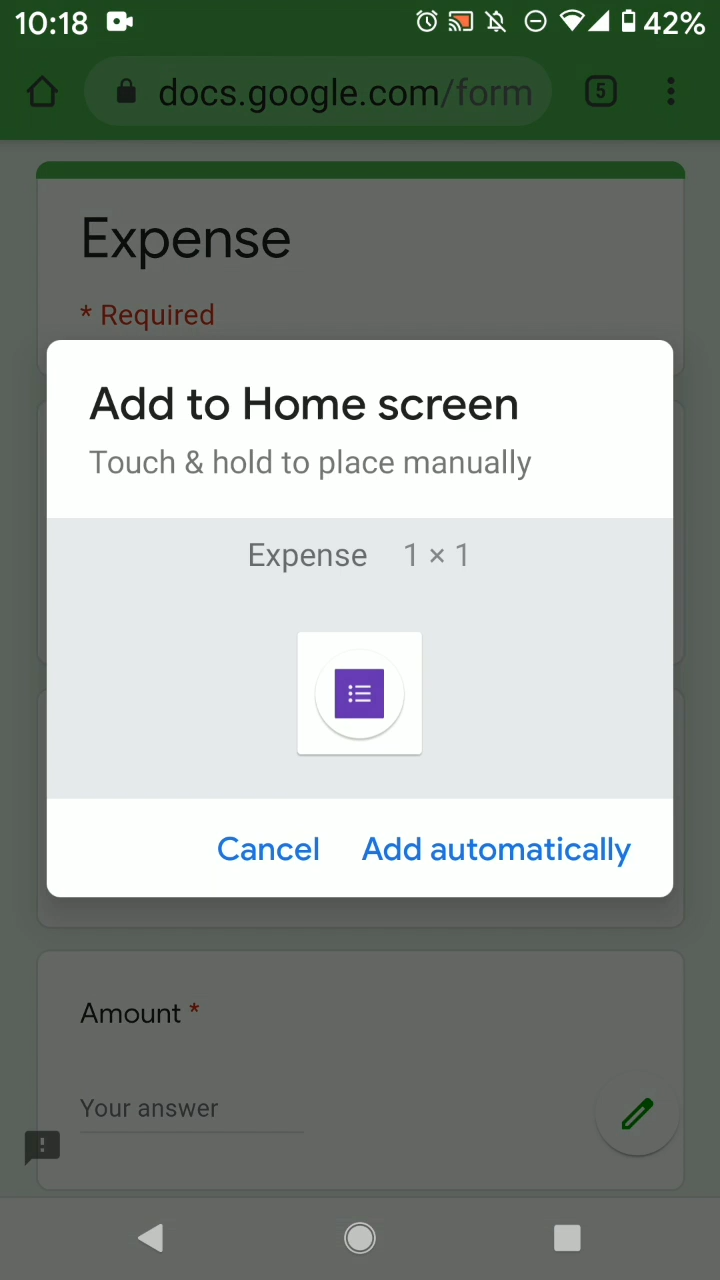 10:18 42%
docs.google.com/form 5
Expense
* Required
Add to Home screen
Touch & hold to place manually
Expense 1 × 1
Cancel Add automatically
Amount *
Your answer